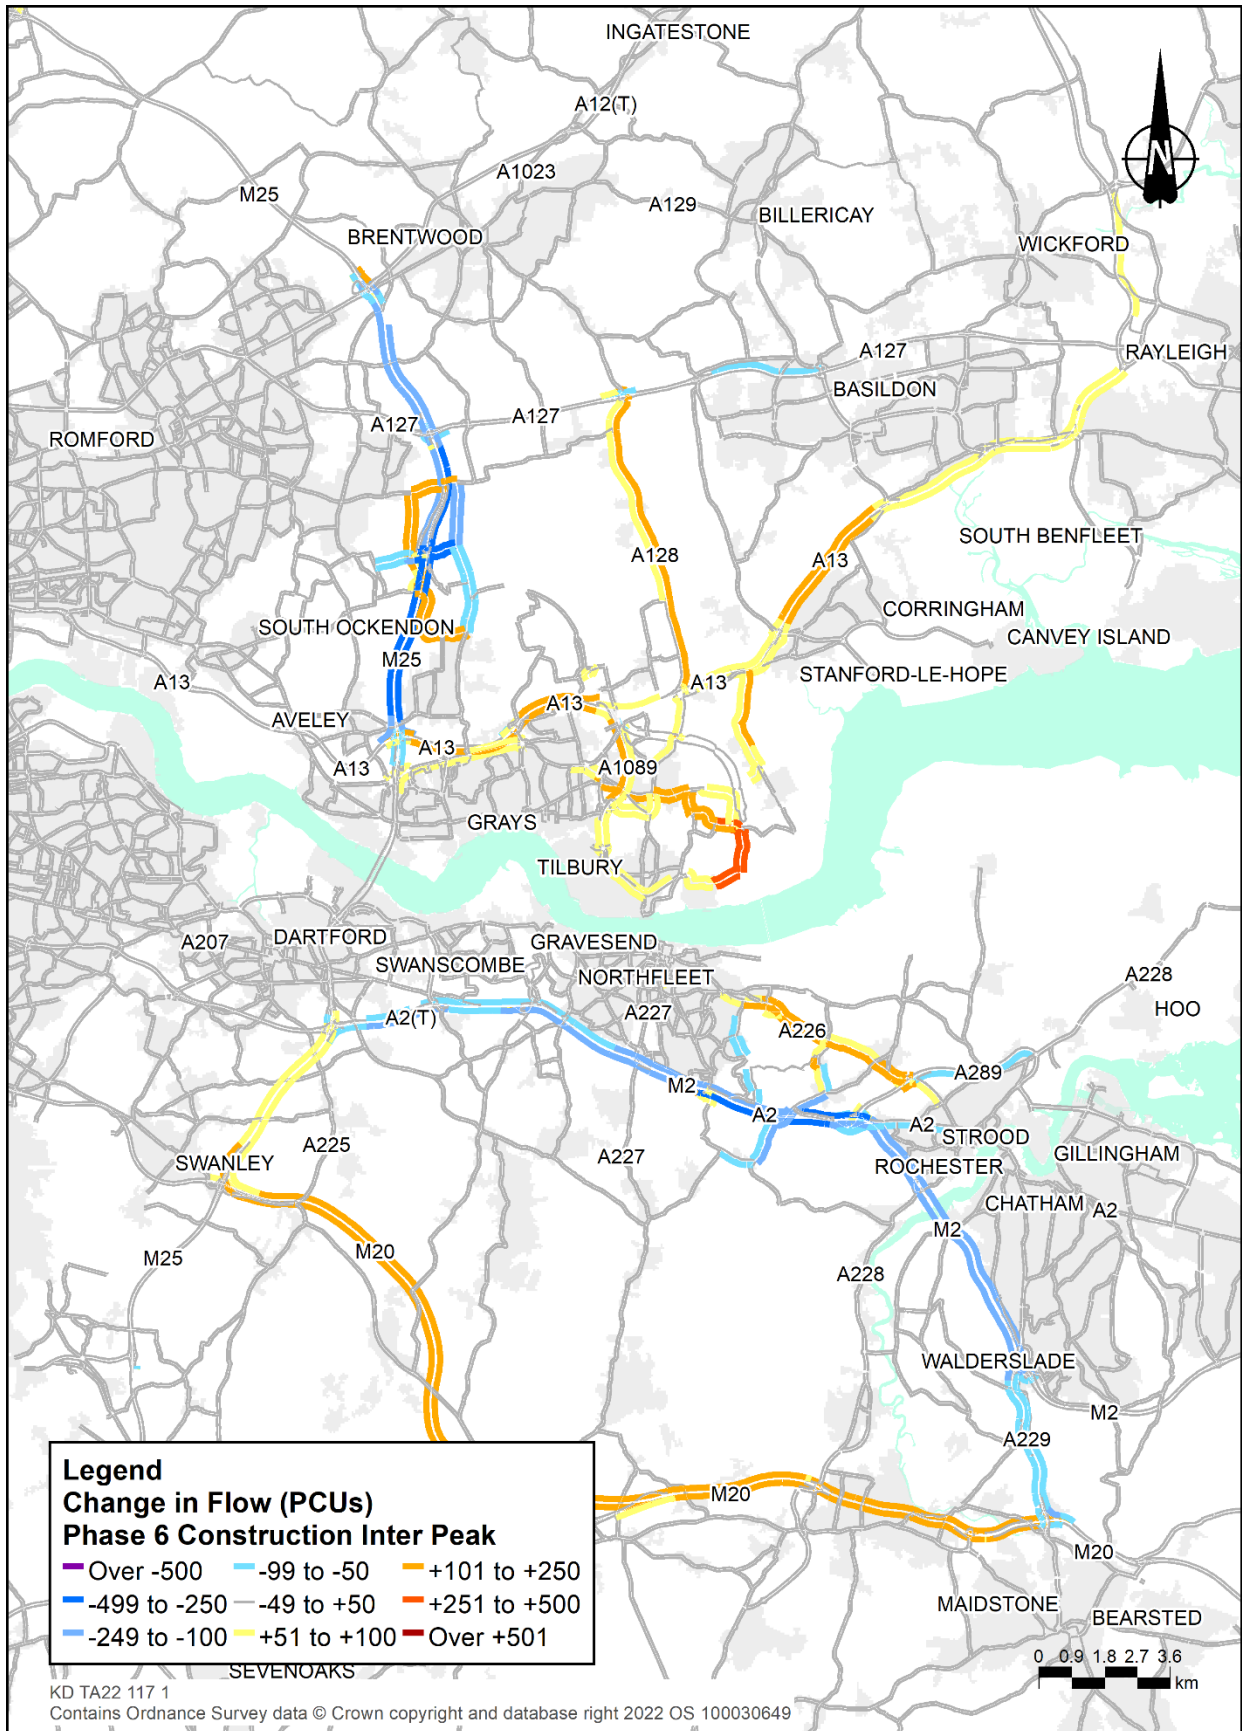 INGATESTONE
A12(T)
A1023
M25
A129
BILLERICAY
BRENTWOOD
WICKFORD
N
A127
RAYLEIGH
BASILDON
A127
A127
ROMFORD
SOUTH BENFLEET
A128
A13
CORRINGHAM
SOUTH OCKENDON
CANVEY ISLAND
M25
STANFORD-LE-HOPE
A13
A13
A13
AVELEY
A13
A13
A1089
GRAYS
TILBURY
DARTFORD
A207
GRAVESEND
SWANSCOMBE
NORTHFLEET
A228
HOO
A2(T)
A227
A226
A289
M2
A2
A2
STROOD
A225
SWANLEY
A227
ROCHESTER
GILLINGHAM
CHATHAM
A2
M2
M25
M20
A228
WALDERSLADE
M2
A229
M20
M20
MAIDSTONE
BEARSTED
Legend
Change in Flow (PCUs)
Phase 6 Construction Inter Peak
Over -500 -99 to -50 +101 to +250
-499 to -250 -49 to +50 +251 to +500
-249 to -100 +51 to +100 Over +501
SEVENOAKS
0 0.9 1.8 2.7 3.6
km
KD TA22 117 1
Contains Ordnance Survey data © Crown copyright and database right 2022 OS 100030649